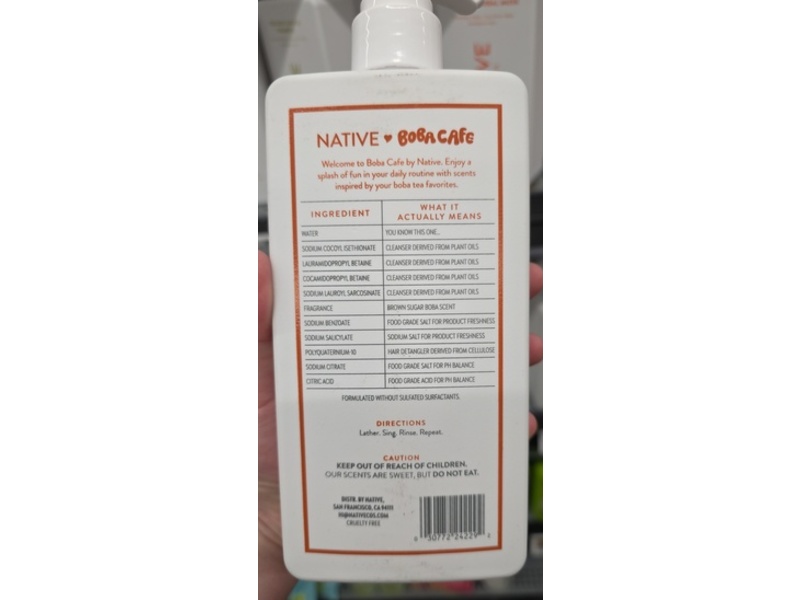 NATIVE ♥ BOBA CAFE
Welcome to Boba Cafe by Native. Enjoy a
splash of fun in your daily routine with scents
inspired by your boba tea favorites.
INGREDIENT
WHAT IT
ACTUALLY MEANS
WATER YOU KNOW THIS ONE...
SODIUM COCOYL ISETHIONATE CLEANSER DERIVED FROM PLANT OILS
LAURAMIDOPROPYL BETAINE CLEANSER DERIVED FROM PLANT OILS
COCAMIDOPROPYL BETAINE CLEANSER DERIVED FROM PLANT OILS
SODIUM LAUROYL SARCOSINATE CLEANSER DERIVED FROM PLANT OILS
FRAGRANCE BROWN SUGAR BOBA SCENT
SODIUM BENZOATE FOOD GRADE SALT FOR PRODUCT FRESHNESS
SODIUM SALICYLATE SODIUM SALT FOR PRODUCT FRESHNESS
POLYQUATERNIUM-10 HAIR DETANGLER DERIVED FROM CELLULOSE
SODIUM CITRATE FOOD GRADE SALT FOR PH BALANCE
CITRIC ACID FOOD GRADE ACID FOR PH BALANCE
FORMULATED WITHOUT SULFATED SURFACTANTS.
DIRECTIONS
Lather. Sing. Rinse. Repeat.
CAUTION
KEEP OUT OF REACH OF CHILDREN.
OUR SCENTS ARE SWEET, BUT DO NOT EAT.
DISTR. BY NATIVE,
SAN FRANCISCO, CA 94111
HI@NATIVECOS.COM
CRUELTY FREE
30772 24229